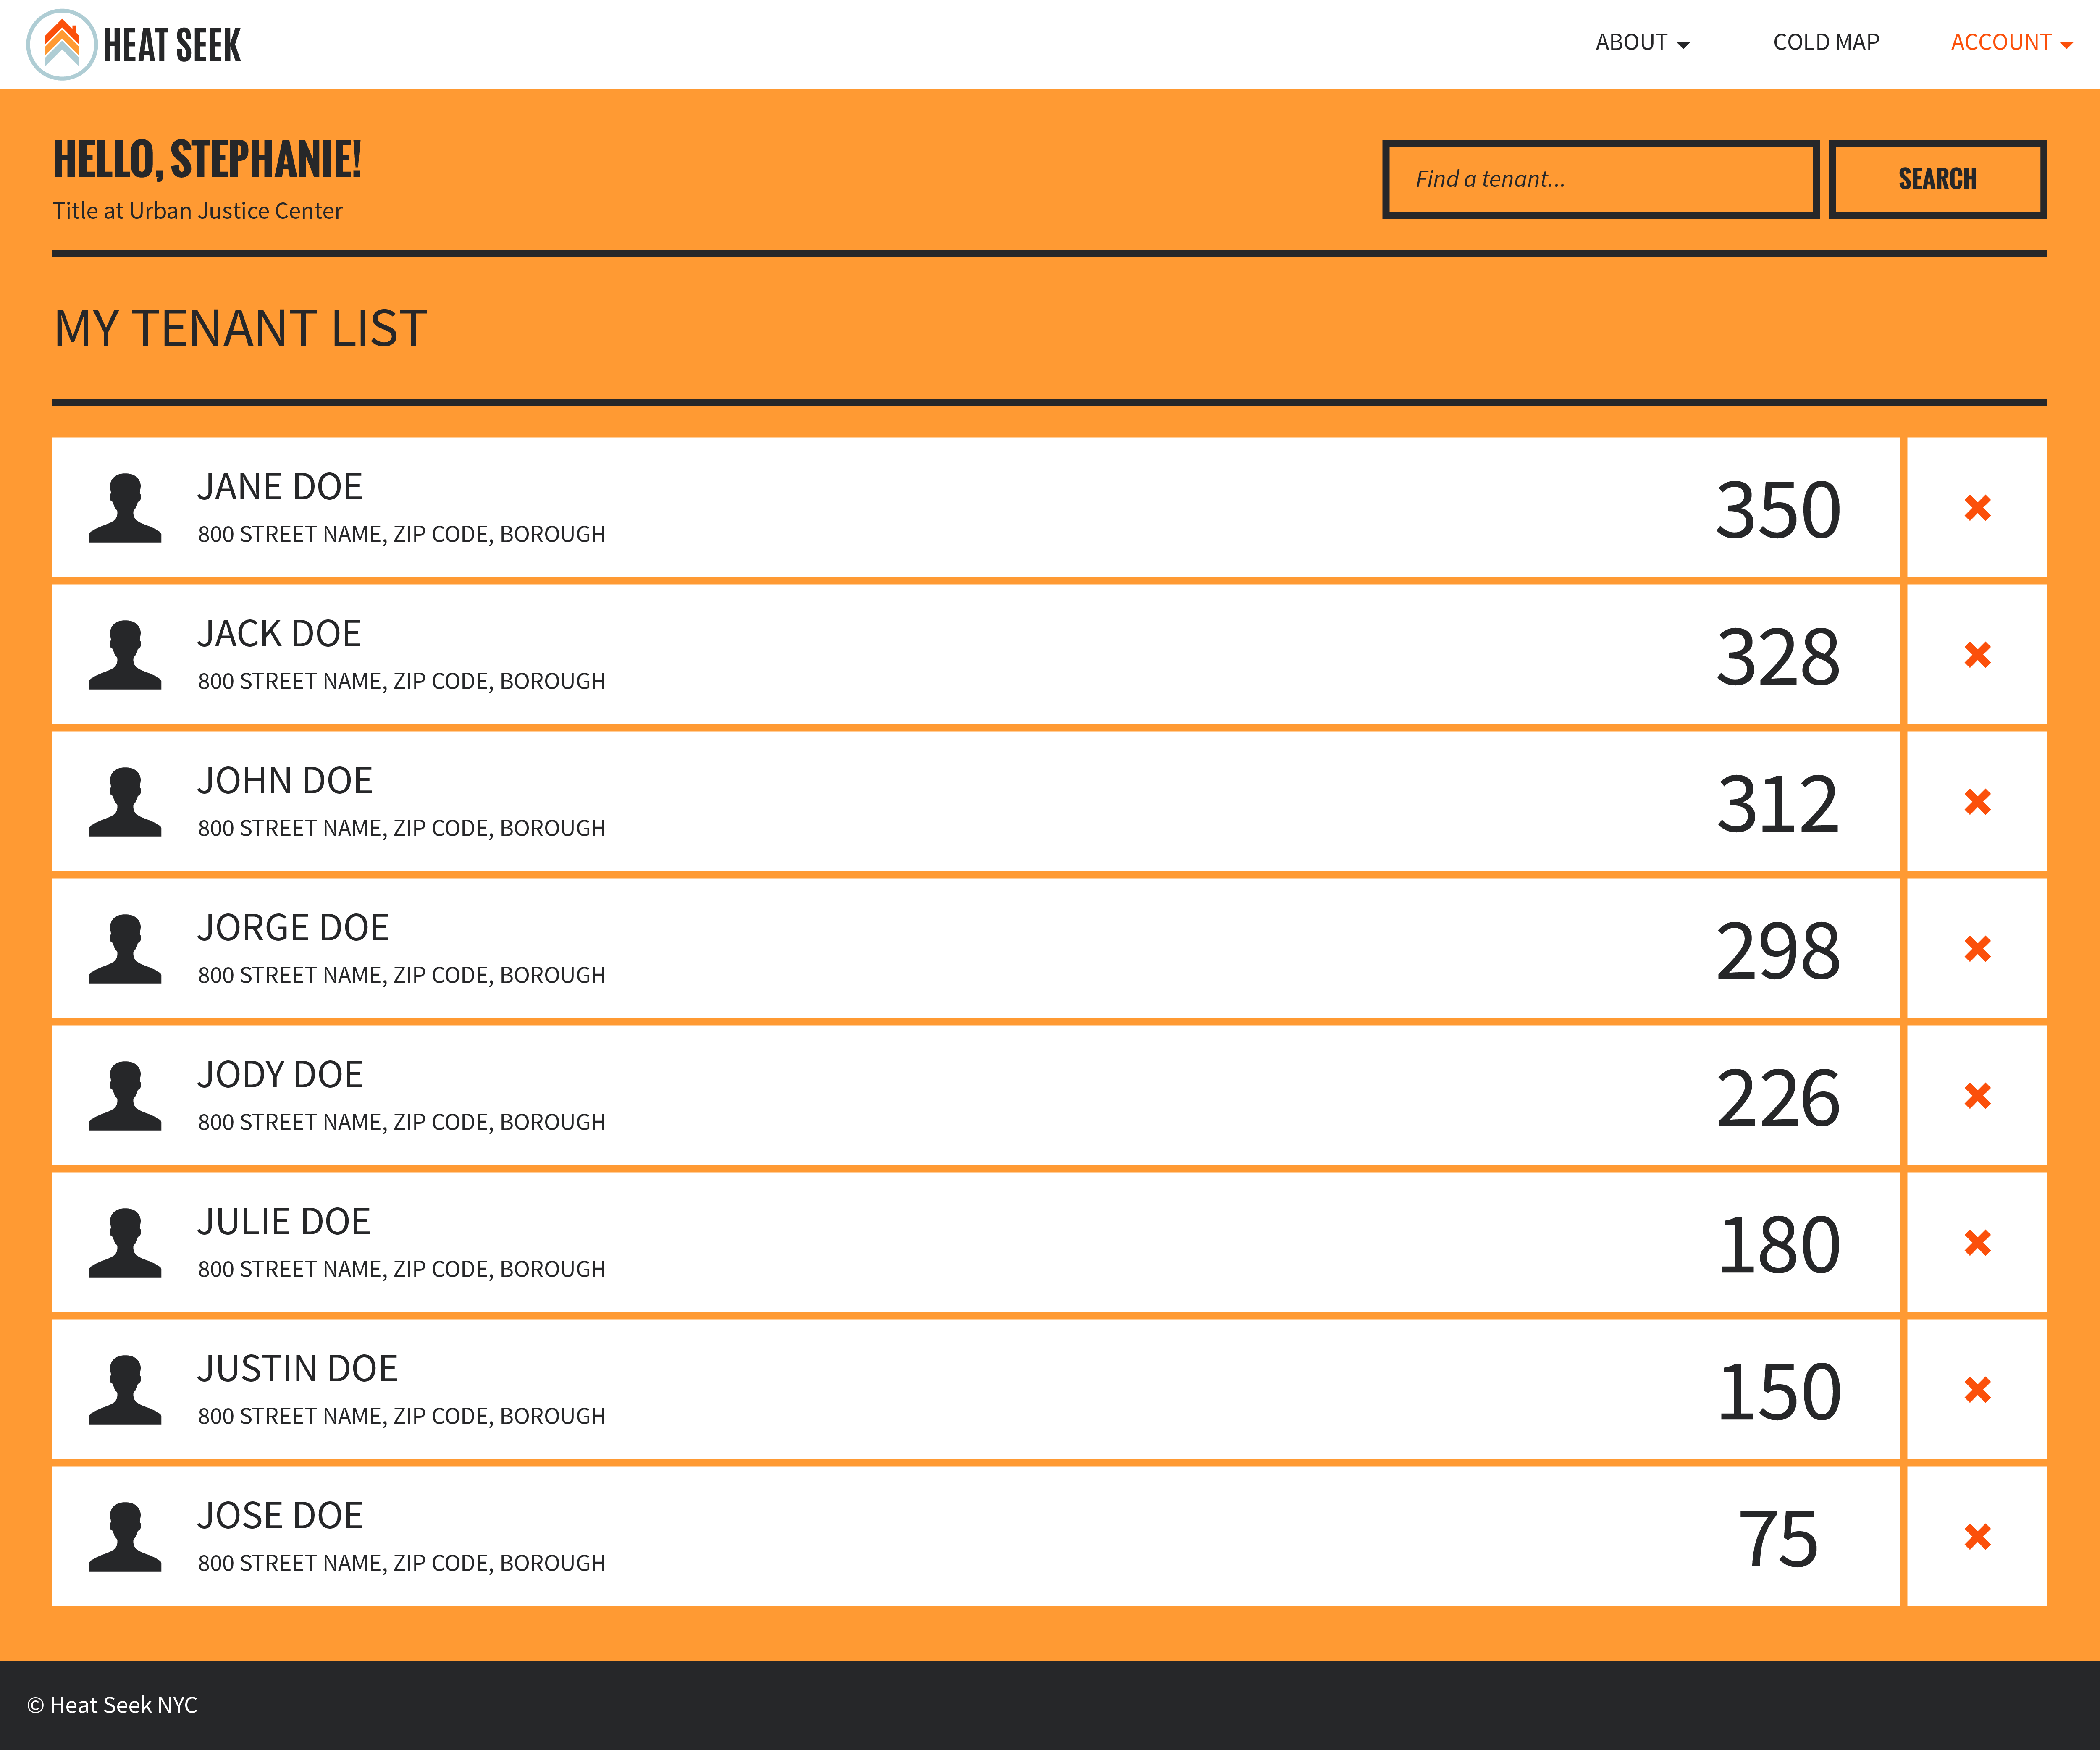 HEAT SEEK
ABOUT
COLD MAP
ACCOUNT
HELLO, STEPHANIE!
Title at Urban Justice Center
Find a tenant...
SEARCH
MY TENANT LIST
JANE DOE
800 STREET NAME, ZIP CODE, BOROUGH
350
JACK DOE
800 STREET NAME, ZIP CODE, BOROUGH
328
JOHN DOE
800 STREET NAME, ZIP CODE, BOROUGH
312
JORGE DOE
800 STREET NAME, ZIP CODE, BOROUGH
298
JODY DOE
800 STREET NAME, ZIP CODE, BOROUGH
226
JULIE DOE
800 STREET NAME, ZIP CODE, BOROUGH
180
JUSTIN DOE
800 STREET NAME, ZIP CODE, BOROUGH
150
JOSE DOE
800 STREET NAME, ZIP CODE, BOROUGH
75
© Heat Seek NYC